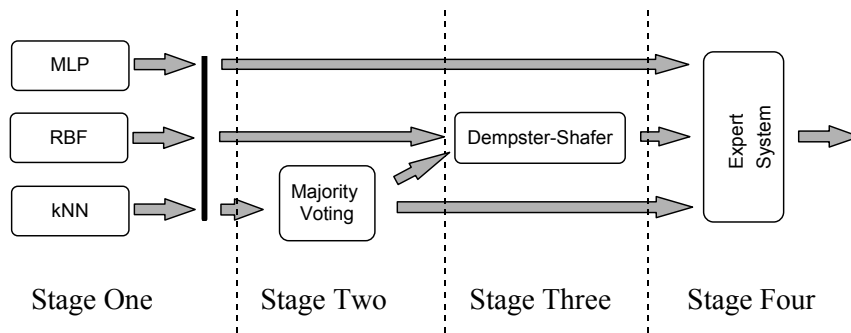 MLP
RBF
kNN
Majority
Voting
Dempster-Shafer
Expert
System
Stage One
Stage Two
Stage Three
Stage Four